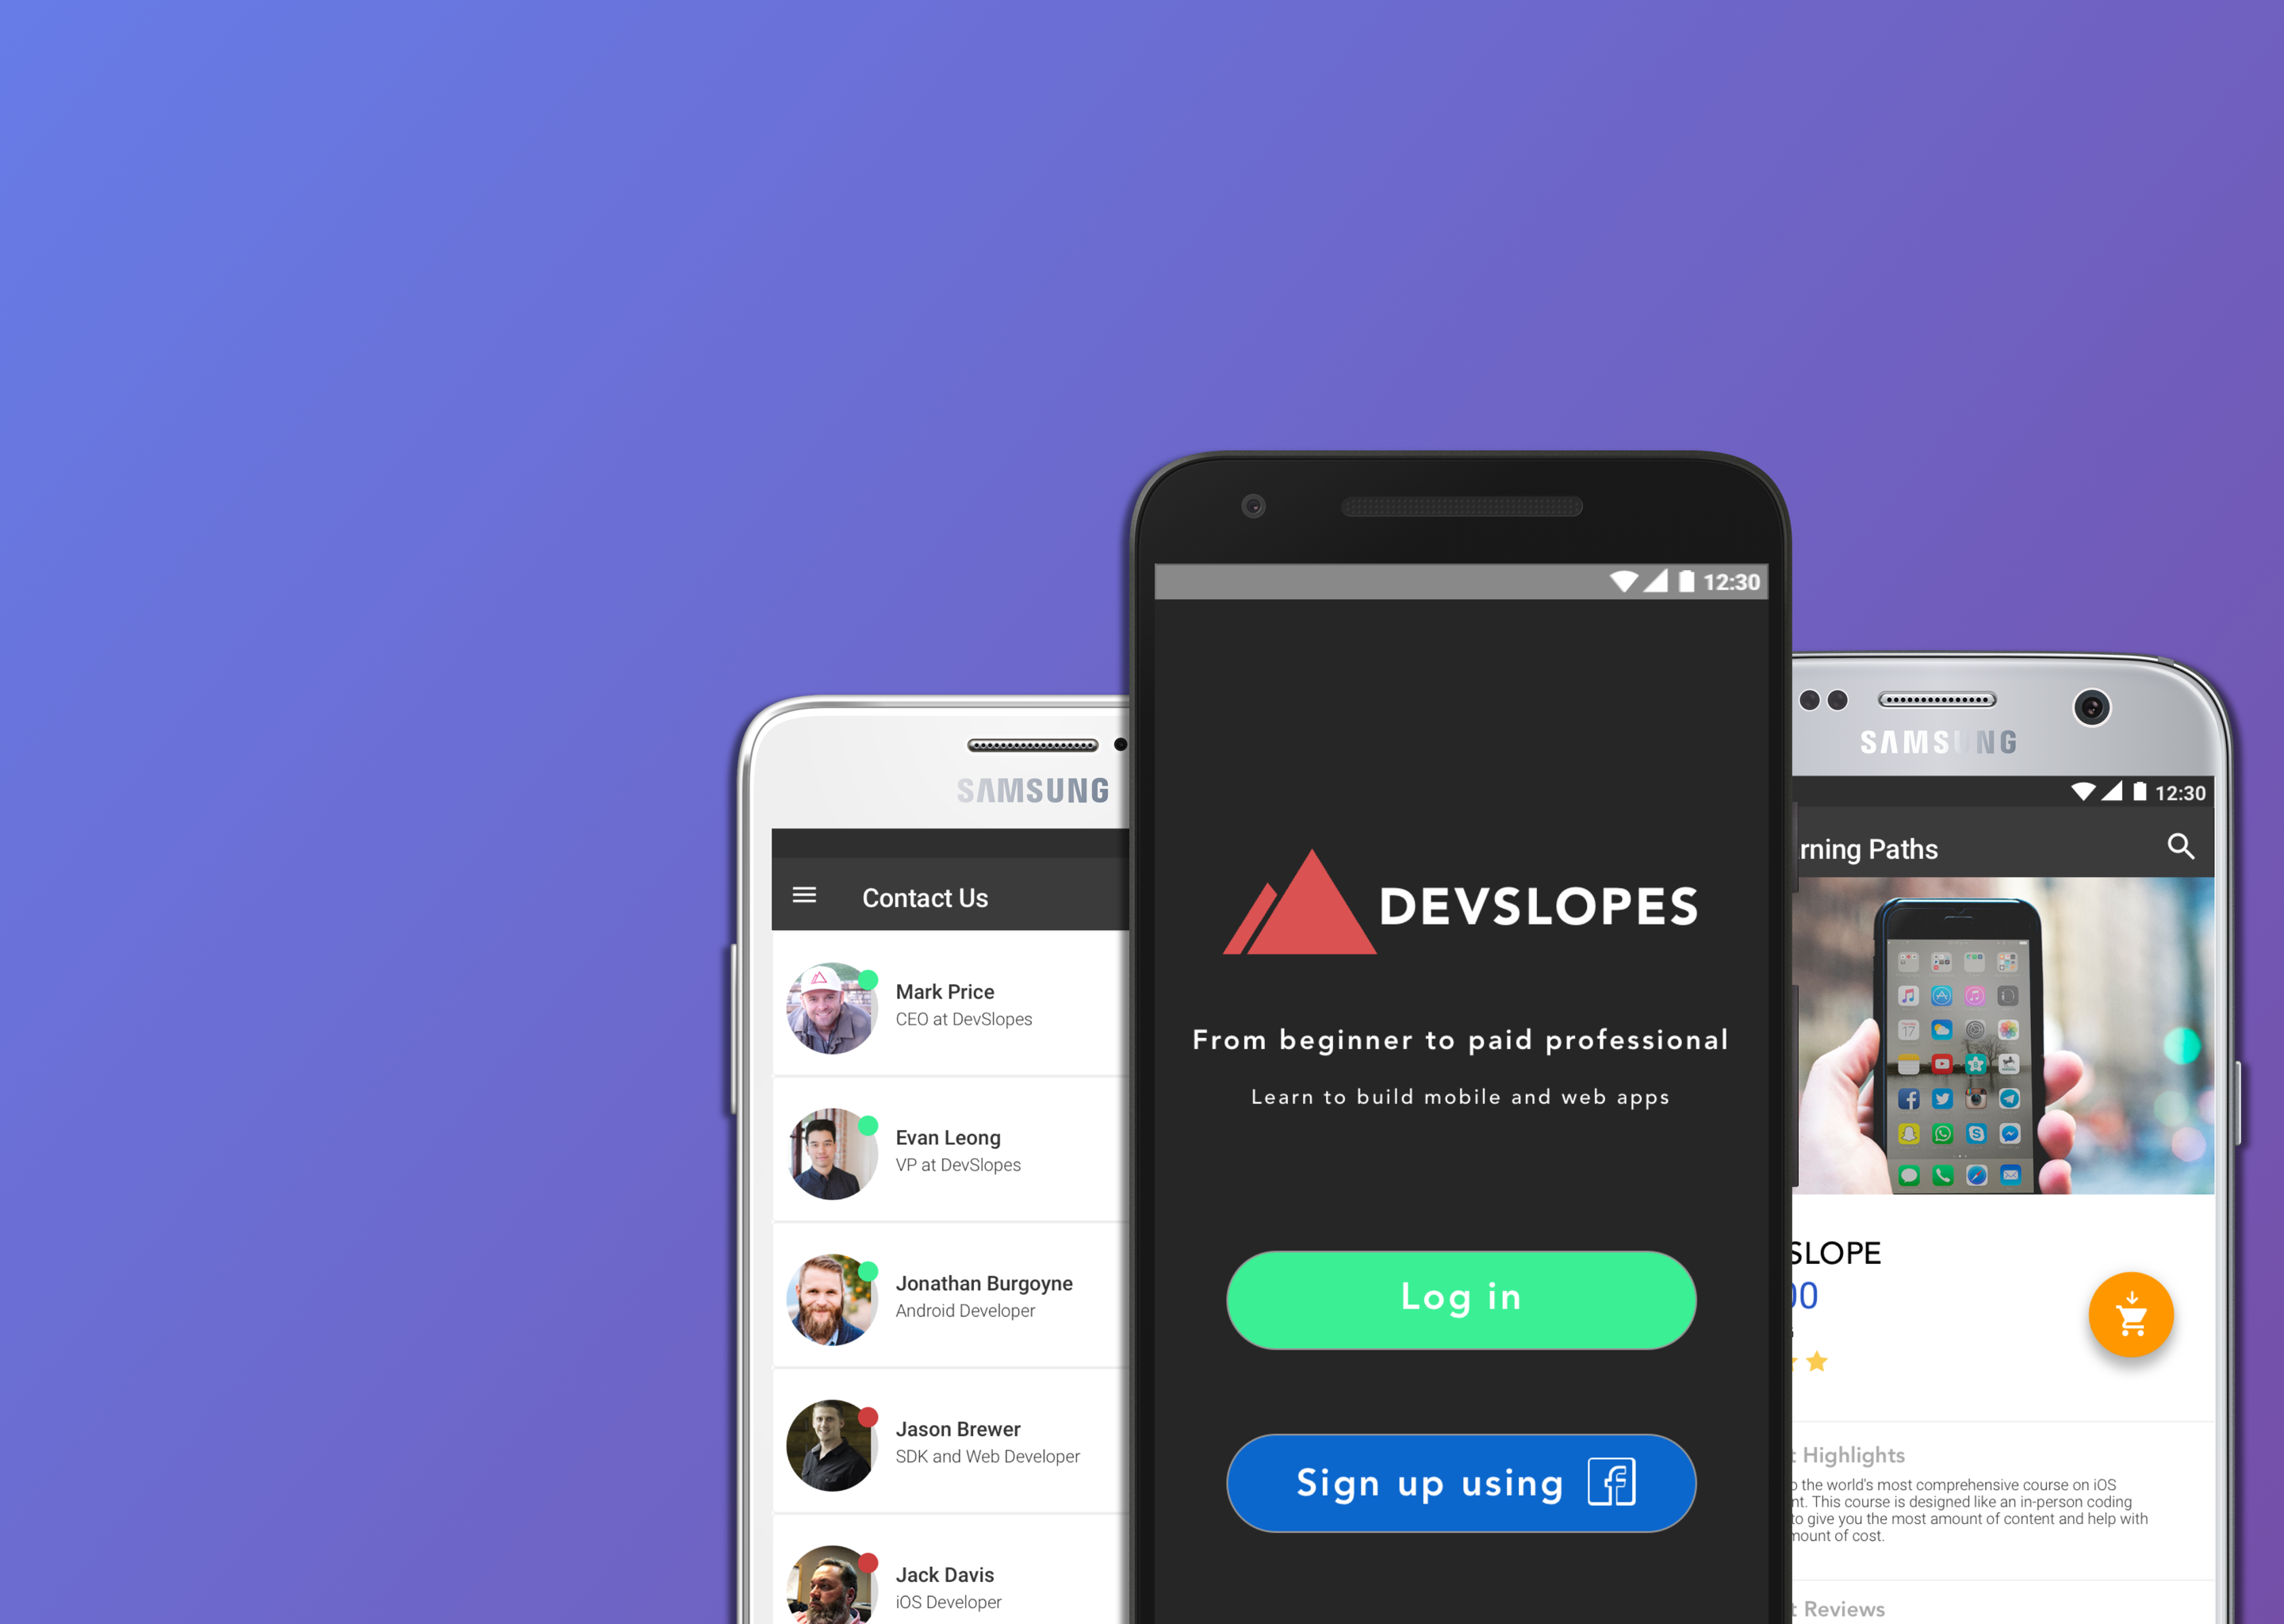 SAMSUNG
Contact Us
Mark Price
CEO at DevSlopes
Evan Leong
VP at DevSlopes
Jonathan Burgoyne
Android Developer
Jason Brewer
SDK and Web Developer
Jack Davis
iOS Developer
12:30
DEVSLOPES
From beginner to paid professional
Learn to build mobile and web apps
Log in
Sign up using
SAMSUNG
12:30
rning Paths
SLOPE
00
Highlights
the world's most comprehensive course on iOS
nt. This course is designed like an in-person coding
to give you the most amount of content and help with
mount of cost.
Reviews